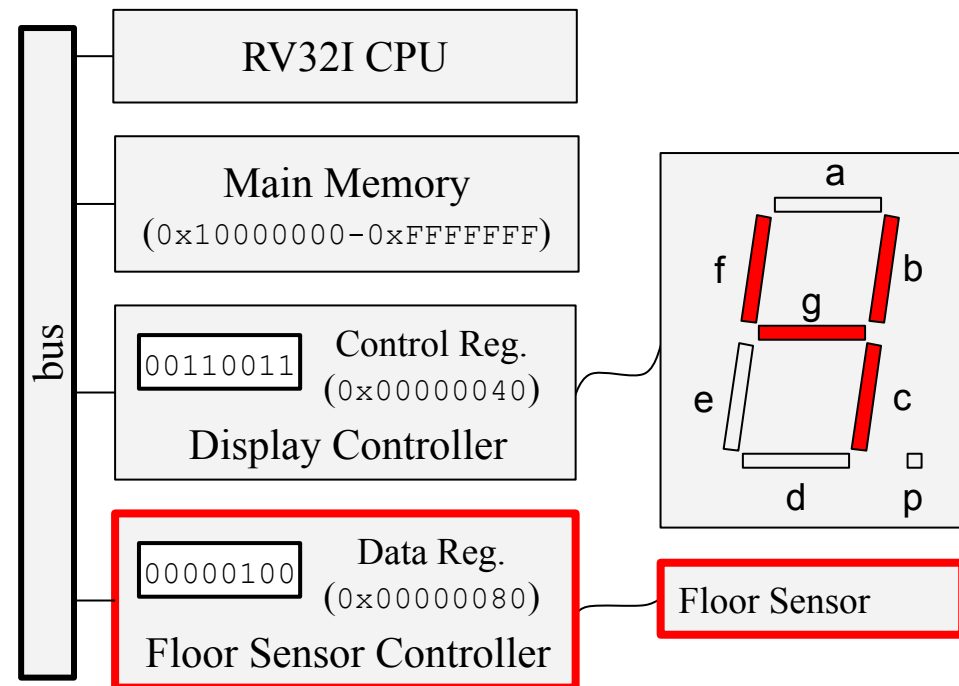 bus
RV32I CPU
Main Memory
(0x10000000-0xFFFFFFF)
00110011
Control Reg.
(0x00000040)
Display Controller
00000100
Data Reg.
(0x00000080)
Floor Sensor Controller
a
f
b
g
e
c
d
p
Floor Sensor